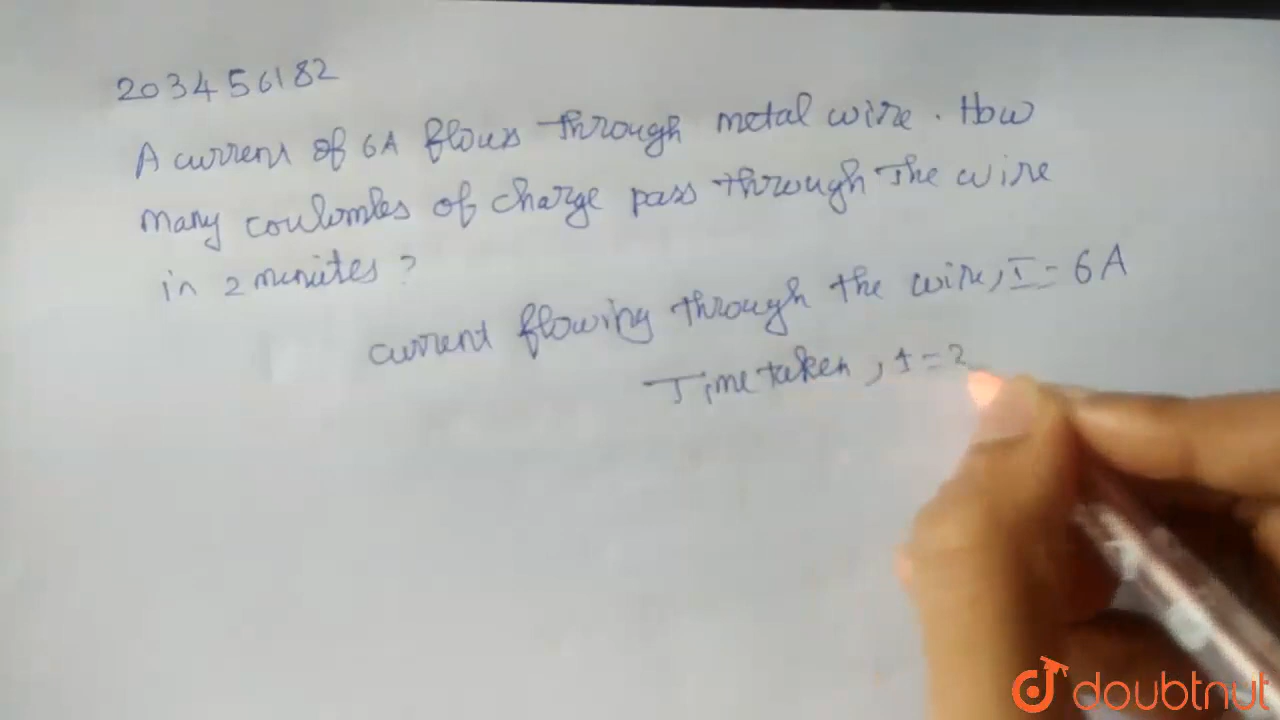 203456182
A current of 6A flows through metal wire. How
many coulombs of charge pass through The wire
in 2 minutes?
current flowing through the wire, I = 6A
Time taken, t = 2
doubtnut